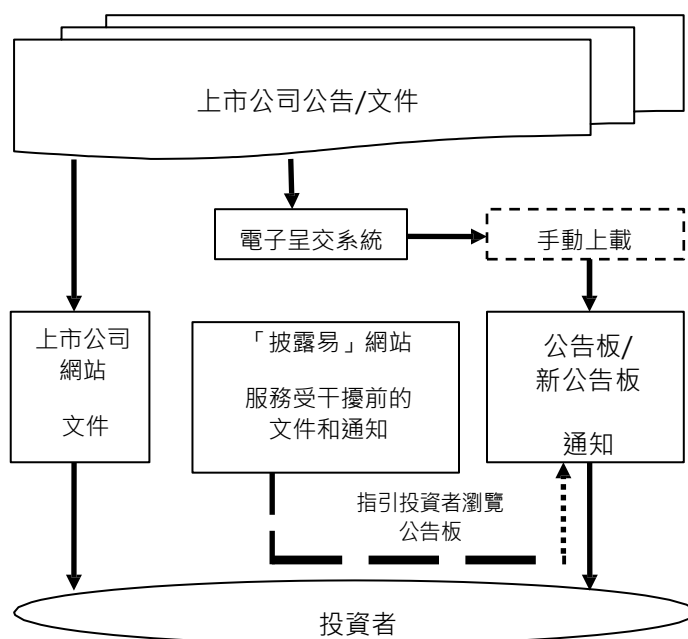 上市公司公告/文件
電子呈交系統
手動上載
上市公司
網站
文件
「披露易」網站
服務受干擾前的
文件和通知
公告板/
新公告板
通知
指引投資者瀏覽
公告板
投資者